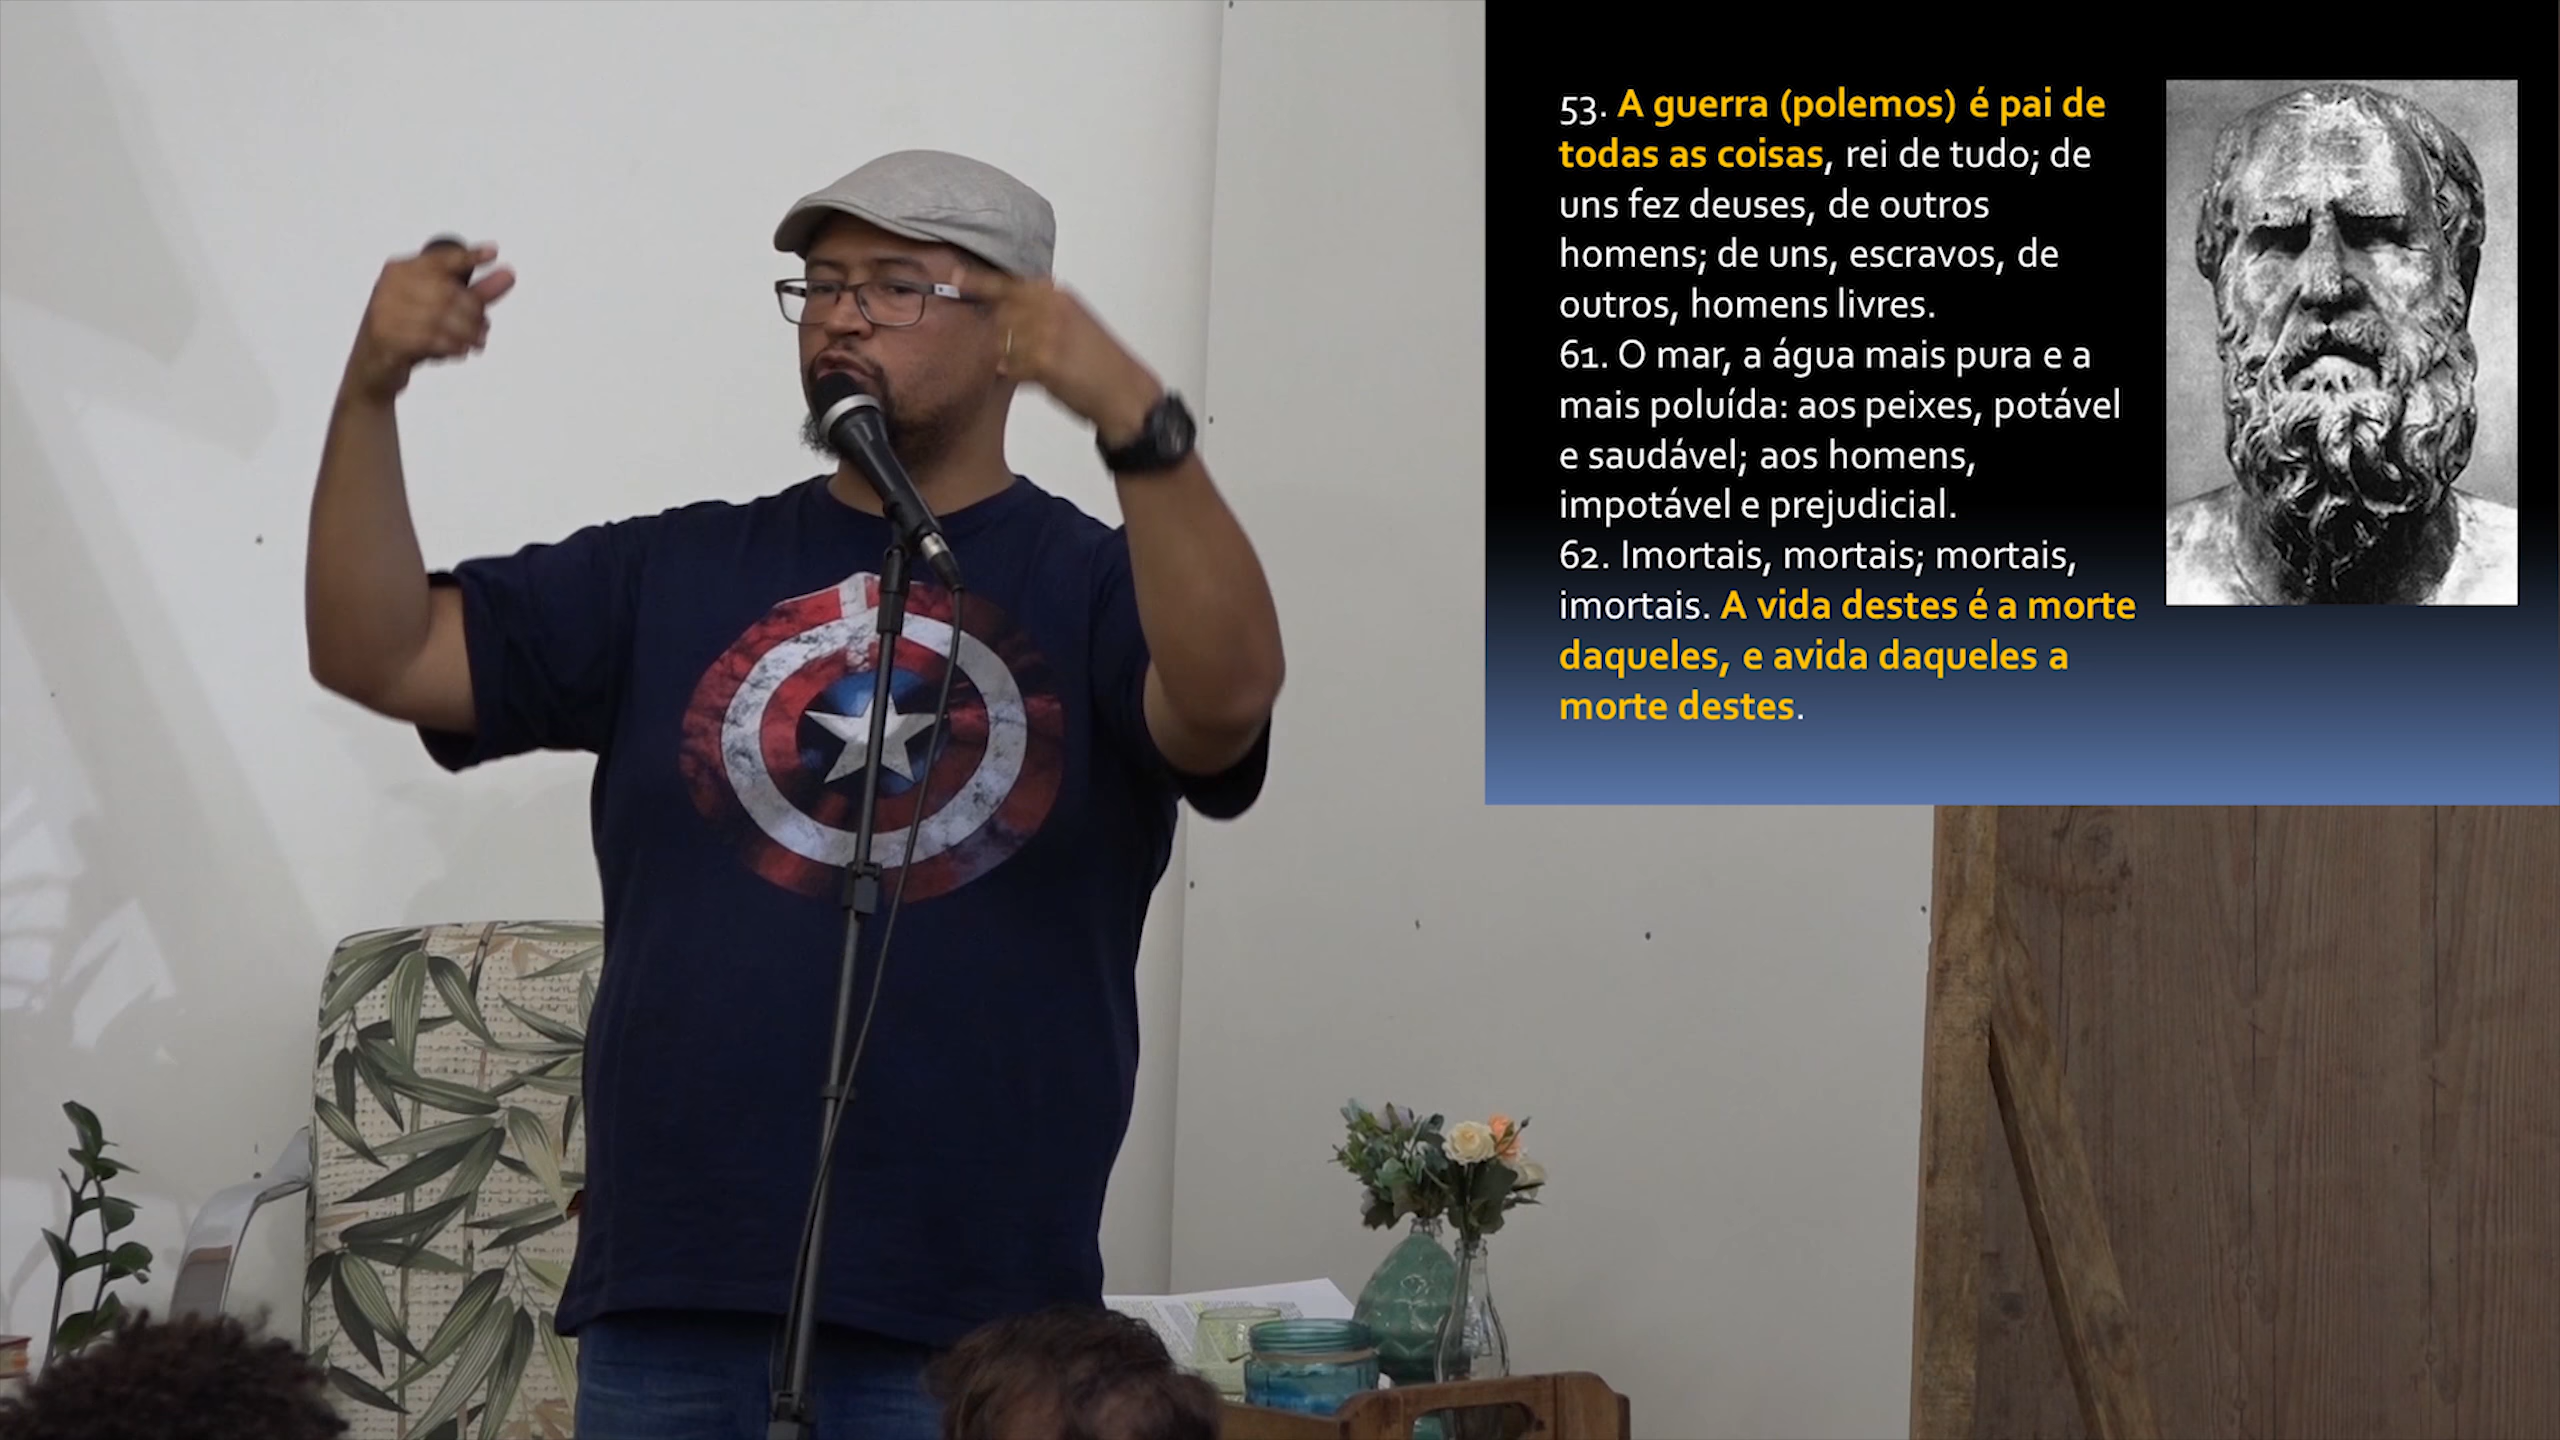 53. A guerra (polemos) é pai de
todas as coisas, rei de tudo; de
uns fez deuses, de outros
homens; de uns, escravos, de
outros, homens livres.
61. O mar, a água mais pura e a
mais poluída: aos peixes, potável
e saudável; aos homens,
impotável e prejudicial.
62. Imortais, mortais; mortais,
imortais. A vida destes é a morte
daqueles, e avida daqueles a
morte destes.